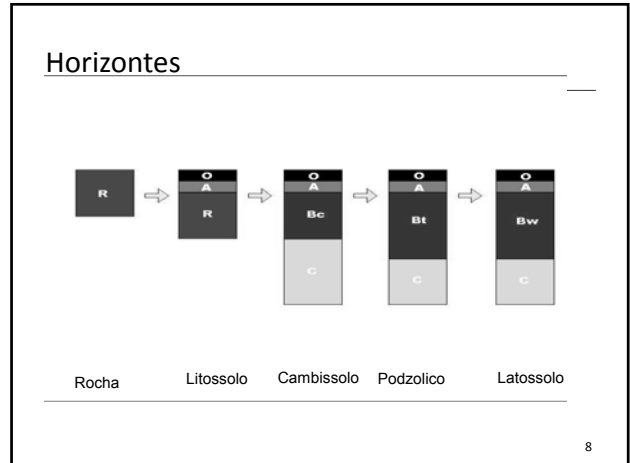 Horizontes
O O O O
A A A A
R R Bc Bt Bw
C C C
Rocha Litossolo Cambissolo Podzolico Latossolo
8